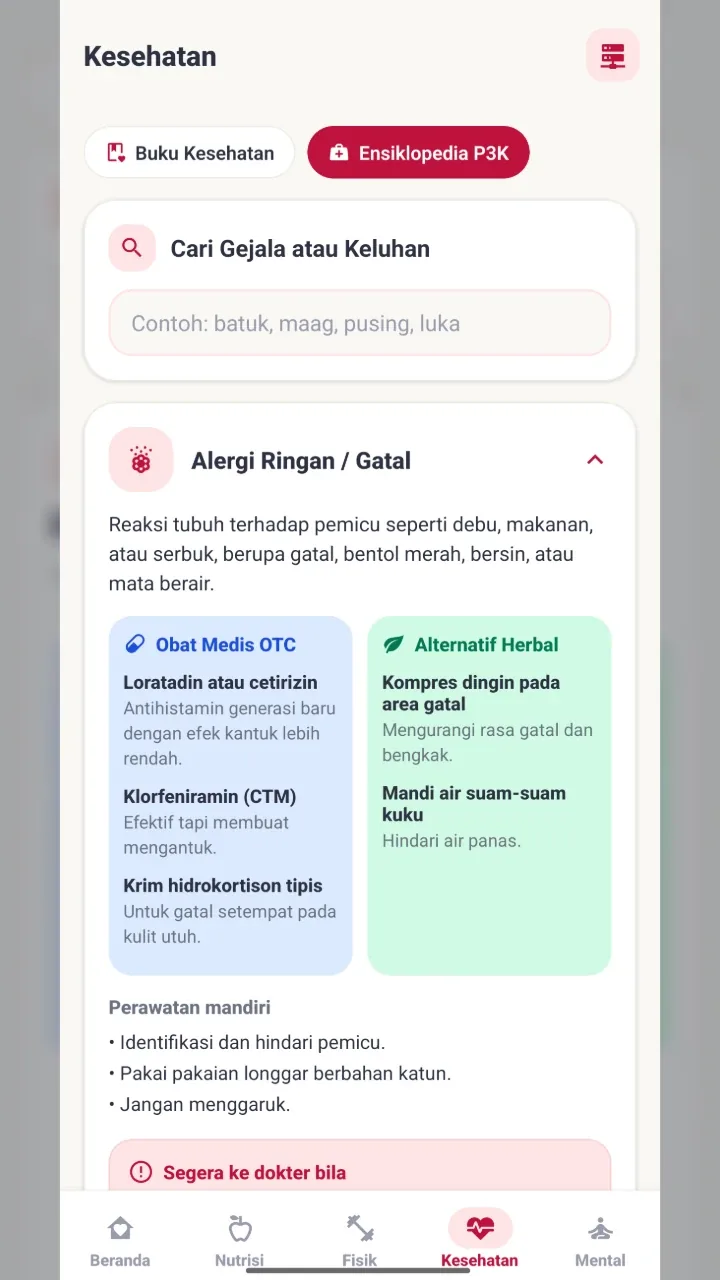 Kesehatan
Buku Kesehatan
Ensiklopedia P3K
Cari Gejala atau Keluhan
Contoh: batuk, maag, pusing, luka
Alergi Ringan / Gatal
Reaksi tubuh terhadap pemicu seperti debu, makanan,
atau serbuk, berupa gatal, bentol merah, bersin, atau
mata berair.
Obat Medis OTC
Loratadin atau cetirizin
Antihistamin generasi baru
dengan efek kantuk lebih
rendah.
Klorfeniramin (CTM)
Efektif tapi membuat
mengantuk.
Krim hidrokortison tipis
Untuk gatal setempat pada
kulit utuh.
Alternatif Herbal
Kompres dingin pada
area gatal
Mengurangi rasa gatal dan
bengkak.
Mandi air suam-suam
kuku
Hindari air panas.
Perawatan mandiri
• Identifikasi dan hindari pemicu.
• Pakai pakaian longgar berbahan katun.
• Jangan menggaruk.
Segera ke dokter bila
Beranda
Nutrisi
Fisik
Kesehatan
Mental